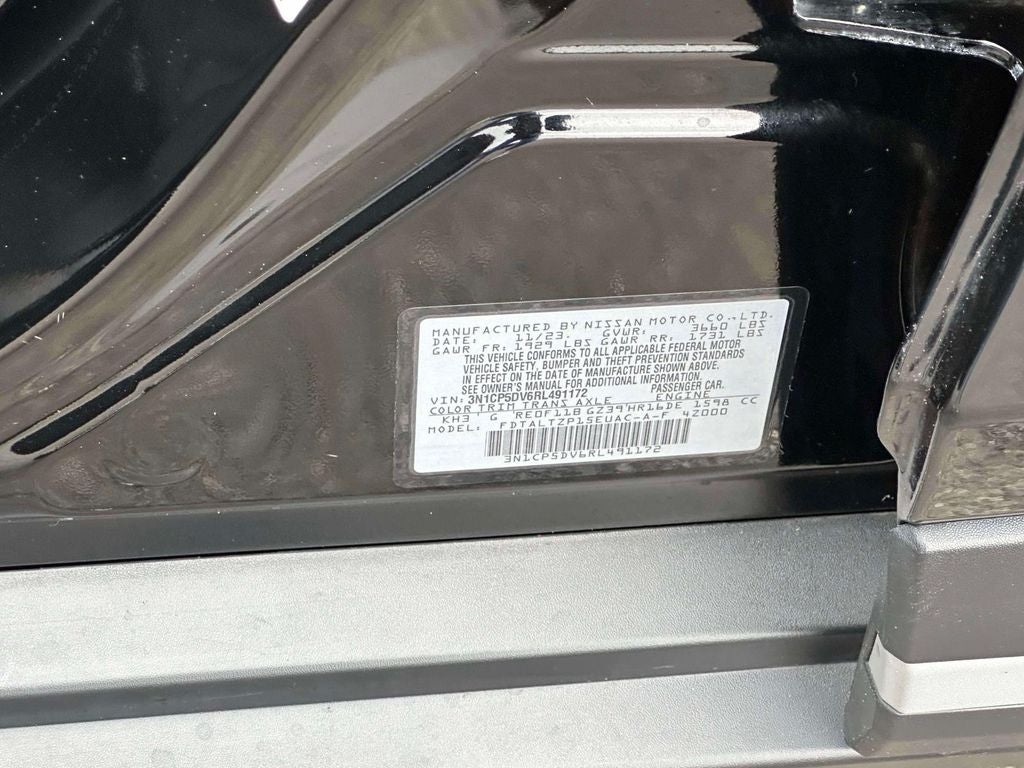 MANUFACTURED BY NISSAN MOTOR CO.,LTD.
DATE: 11/23. GVWR: 3660 LBS
GAWR FR: 1929 LBS GAWR RR: 1731 LBS
THIS VEHICLE CONFORMS TO ALL APPLICABLE FEDERAL MOTOR
VEHICLE SAFETY, BUMPER AND THEFT PREVENTION STANDARDS
IN EFFECT ON THE DATE OF MANUFACTURE SHOWN ABOVE.
SEE OWNER'S MANUAL FOR ADDITIONAL INFORMATION.
VIN: 3N1CP5DV6RL491172 PASSENGER CAR.
COLOR TRIM TRANS AXLE ENGINE
KH3 G RE0F11B GZ39 HR16DE 1598 CC
MODEL: FDTALTZP15EUAC-A-F 4Z000
3N1CP5DV6RL491172